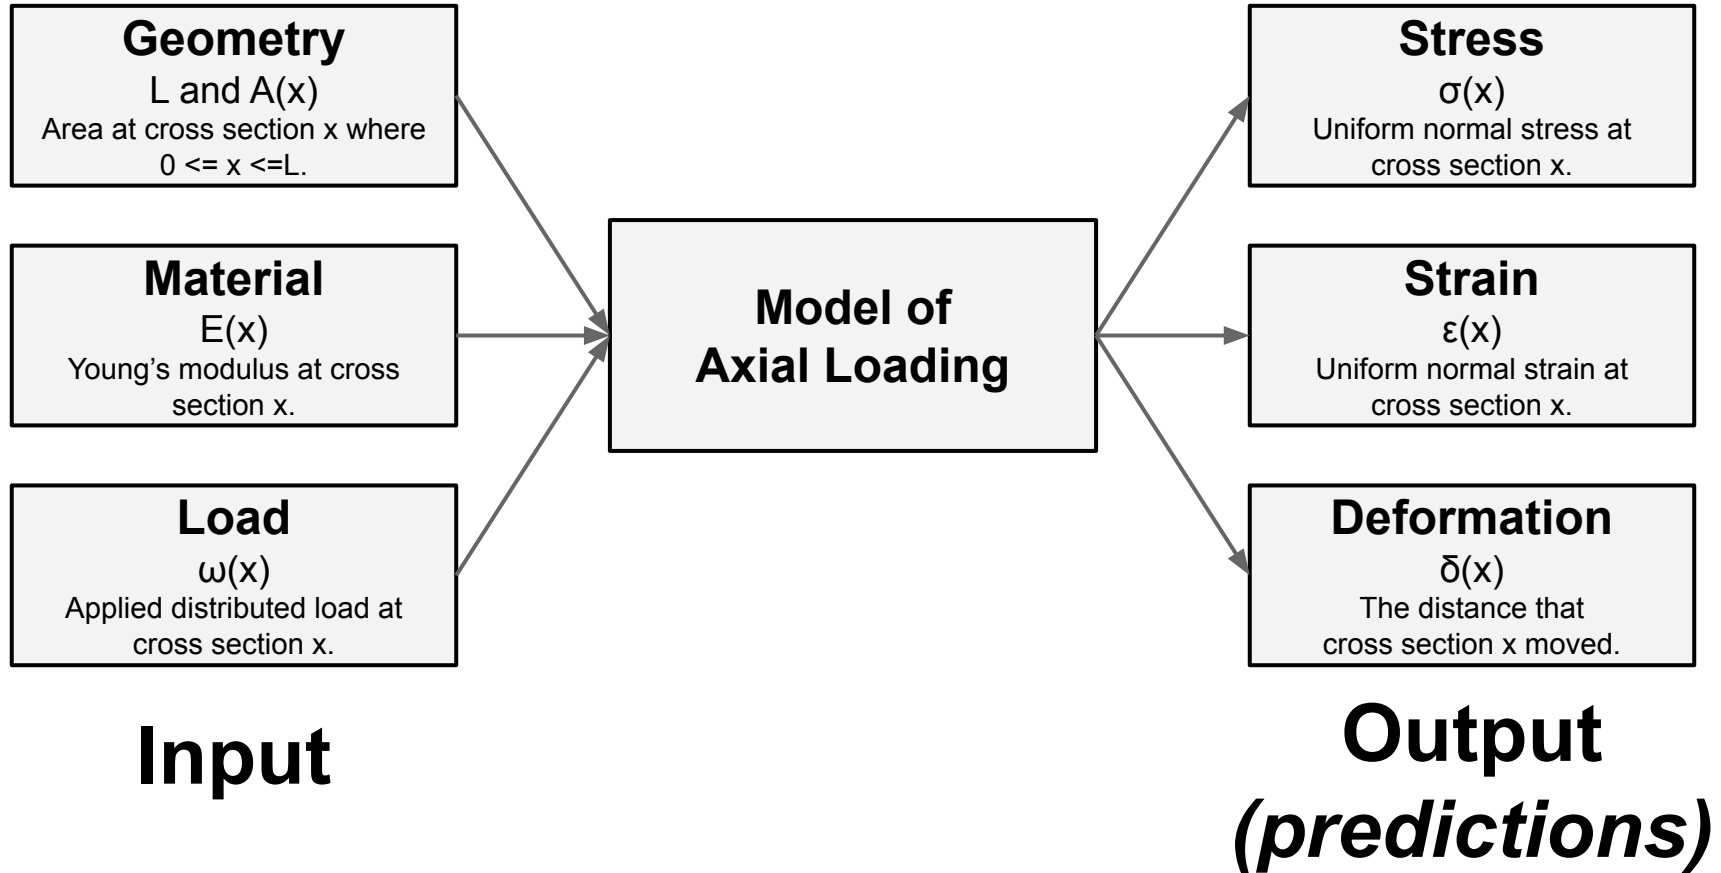 Geometry
L and A(x)
Area at cross section x where
0 <= x <=L.
Material
E(x)
Young’s modulus at cross
section x.
Load
ω(x)
Applied distributed load at
cross section x.
Input
Model of
Axial Loading
Stress
σ(x)
Uniform normal stress at
cross section x.
Strain
ε(x)
Uniform normal strain at
cross section x.
Deformation
δ(x)
The distance that
cross section x moved.
Output
(predictions)